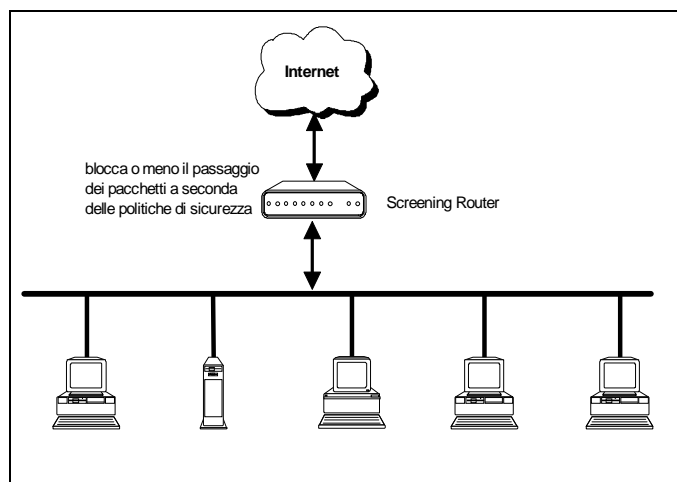 Internet
blocca o meno il passaggio
dei pacchetti a seconda
delle politiche di sicurezza
Screening Router